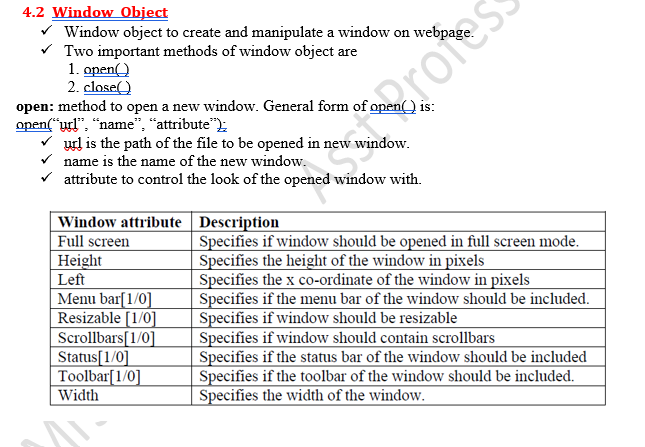 4.2 Window Object
✓ Window object to create and manipulate a window on webpage.
✓ Two important methods of window object are
1. open()
2. close()
open: method to open a new window. General form of open( ) is:
open(“url”, “name”, “attribute”);
✓ url is the path of the file to be opened in new window.
✓ name is the name of the new window.
✓ attribute to control the look of the opened window with.
Window attribute Description
Full screen Specifies if window should be opened in full screen mode.
Height Specifies the height of the window in pixels
Left Specifies the x co-ordinate of the window in pixels
Menu bar[1/0] Specifies if the menu bar of the window should be included.
Resizable [1/0] Specifies if window should be resizable
Scrollbars[1/0] Specifies if window should contain scrollbars
Status[1/0] Specifies if the status bar of the window should be included
Toolbar[1/0] Specifies if the toolbar of the window should be included.
Width Specifies the width of the window.
Asst Profess